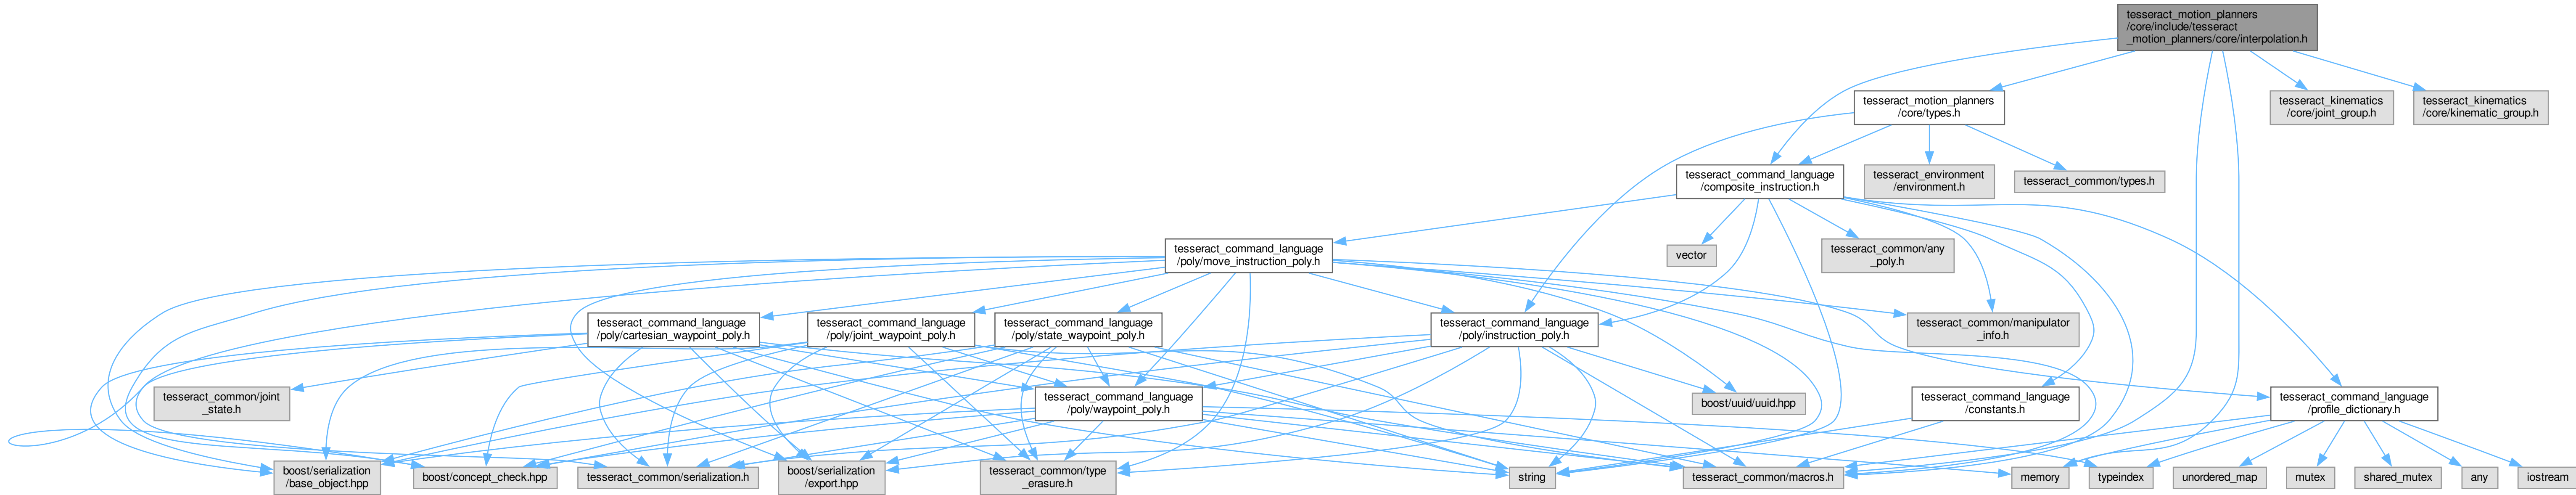 tesseract_motion_planners
/core/include/tesseract
_motion_planners/core/interpolation.h
tesseract_motion_planners
/core/types.h
tesseract_kinematics
/core/joint_group.h
tesseract_kinematics
/core/kinematic_group.h
tesseract_command_language
/composite_instruction.h
tesseract_environment
/environment.h
tesseract_common/types.h
tesseract_command_language
/poly/move_instruction_poly.h
vector
tesseract_common/any
_poly.h
tesseract_command_language
/poly/cartesian_waypoint_poly.h
tesseract_command_language
/poly/joint_waypoint_poly.h
tesseract_command_language
/poly/state_waypoint_poly.h
tesseract_command_language
/poly/instruction_poly.h
tesseract_common/manipulator
_info.h
tesseract_common/joint
_state.h
tesseract_command_language
/poly/waypoint_poly.h
boost/uuid/uuid.hpp
tesseract_command_language
/constants.h
tesseract_command_language
/profile_dictionary.h
boost/serialization
/base_object.hpp
boost/concept_check.hpp
tesseract_common/serialization.h
boost/serialization
/export.hpp
tesseract_common/type
_erasure.h
string
tesseract_common/macros.h
memory
typeindex
unordered_map
mutex
shared_mutex
any
iostream